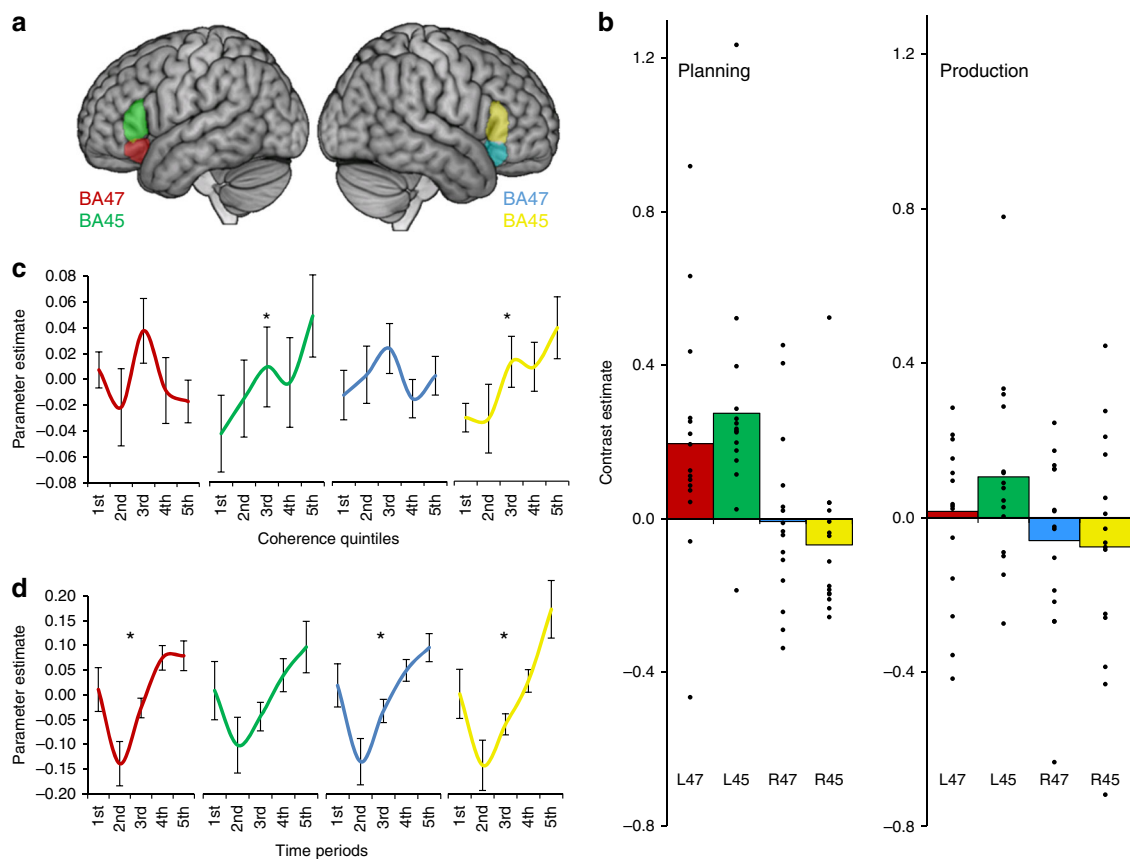 a
BA47
BA45
BA47
BA45
b
Planning
Production
Contrast estimate
1.2
0.8
0.4
0.0
−0.4
−0.8
L47 L45 R47 R45
1.2
0.8
0.4
0.0
−0.4
−0.8
L47 L45 R47 R45
c
Parameter estimate
0.08
0.06
0.04
0.02
0.00
−0.02
−0.04
−0.06
−0.08
* *
1st 2nd 3rd 4th 5th 1st 2nd 3rd 4th 5th 1st 2nd 3rd 4th 5th 1st 2nd 3rd 4th 5th
Coherence quintiles
d
Parameter estimate
0.20
0.15
0.10
0.05
0.00
−0.05
−0.10
−0.15
−0.20
* * *
1st 2nd 3rd 4th 5th 1st 2nd 3rd 4th 5th 1st 2nd 3rd 4th 5th 1st 2nd 3rd 4th 5th
Time periods